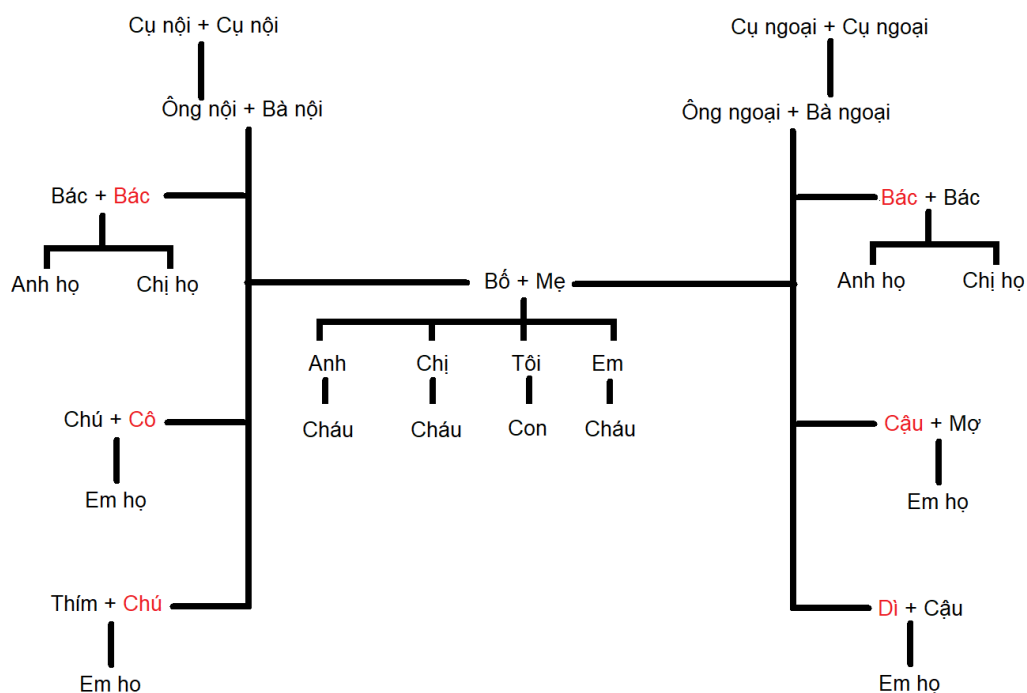 Cụ nội + Cụ nội
Cụ ngoại + Cụ ngoại
Ông nội + Bà nội
Ông ngoại + Bà ngoại
Bác + Bác
Bác + Bác
Anh họ
Chị họ
Bố + Mẹ
Anh họ
Chị họ
Anh
Chị
Tôi
Em
Cháu
Cháu
Con
Cháu
Chú + Cô
Cậu + Mợ
Em họ
Em họ
Thím + Chú
Dì + Cậu
Em họ
Em họ